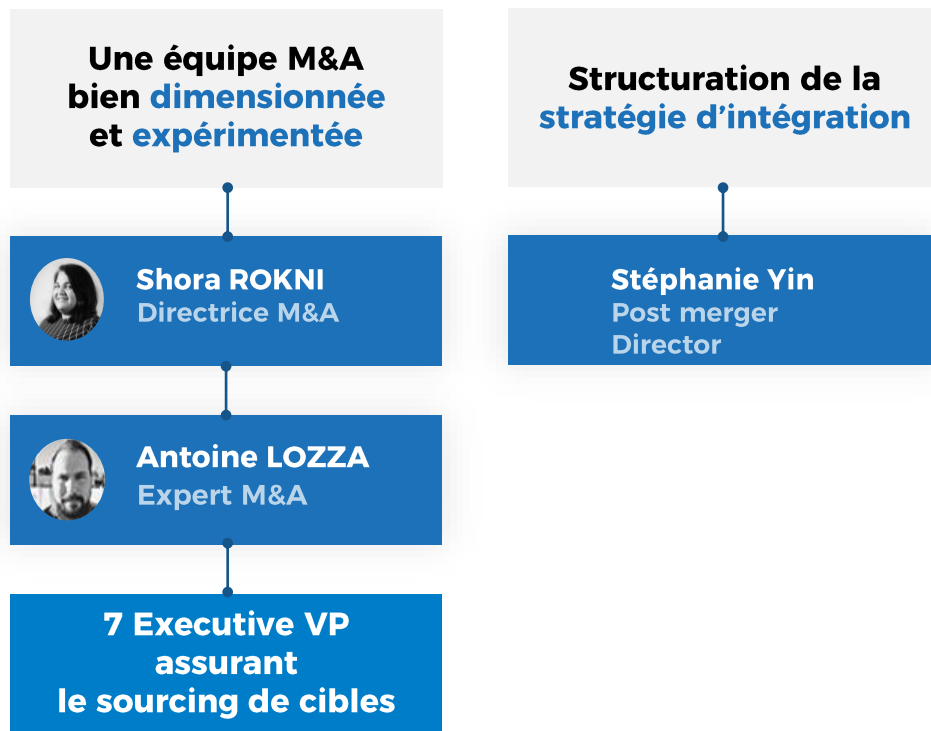 Une équipe M&A
bien dimensionnée
et expérimentée
Shora ROKNI
Directrice M&A
Antoine LOZZA
Expert M&A
7 Executive VP
assurant
le sourcing de cibles
Structuration de la
stratégie d’intégration
Stéphanie Yin
Post merger
Director